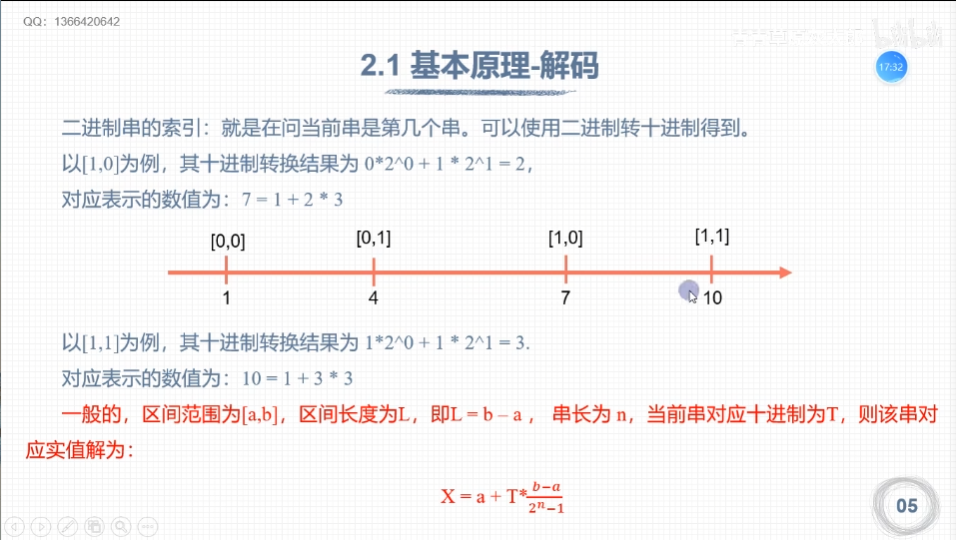 QQ：1366420642
2.1 基本原理-解码
17:32
二进制串的索引：就是在问当前串是第几个串。可以使用二进制转十进制得到。
以[1,0]为例，其十进制转换结果为 0*2^0 + 1 * 2^1 = 2，
对应表示的数值为：7 = 1 + 2 * 3
[0,0] [0,1] [1,0] [1,1]
1 4 7 10
以[1,1]为例，其十进制转换结果为 1*2^0 + 1 * 2^1 = 3.
对应表示的数值为：10 = 1 + 3 * 3
一般的，区间范围为[a,b]，区间长度为L，即L = b – a ， 串长为 n，当前串对应十进制为T，则该串对
应实值解为：
X = a + T*\frac{b−a}{2^n−1}
05